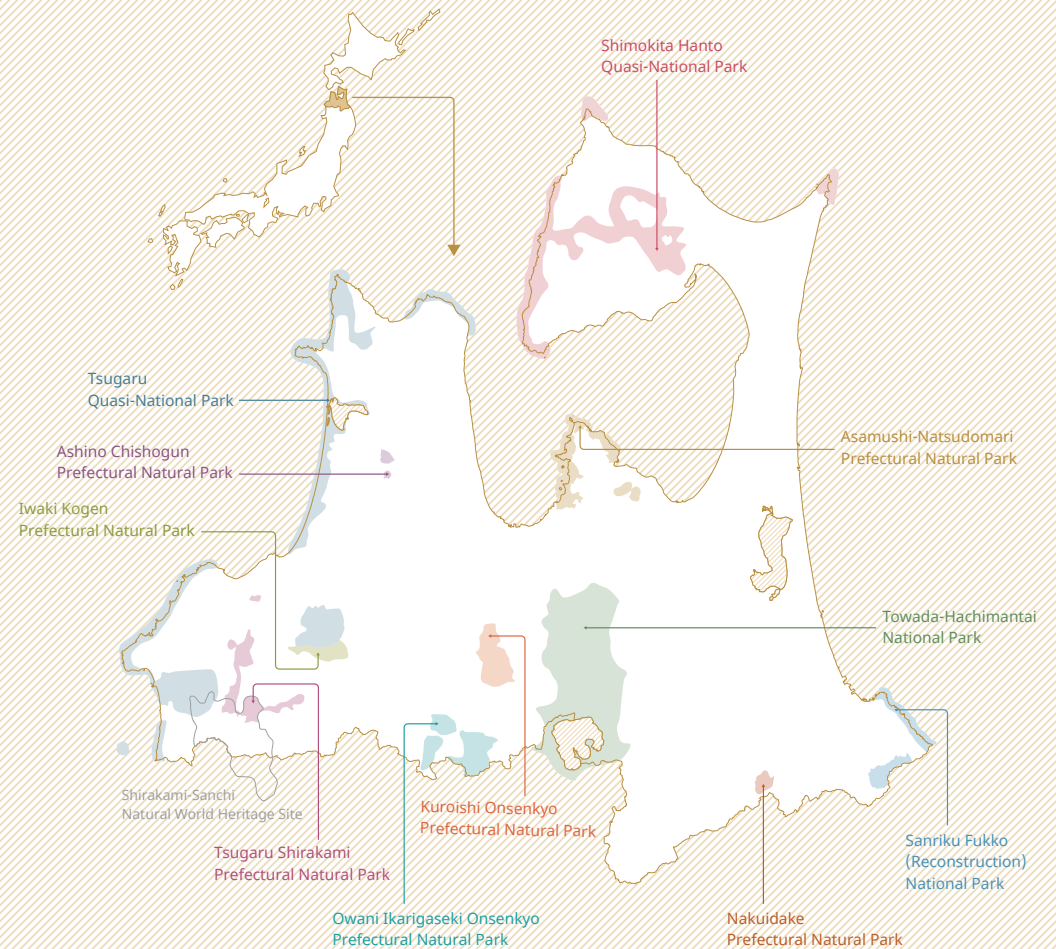 Shimokita Hanto
Quasi-National Park
Tsugaru
Quasi-National Park
Ashino Chishogun
Prefectural Natural Park
Asamushi-Natsudomari
Prefectural Natural Park
Iwaki Kogen
Prefectural Natural Park
Towada-Hachimantai
National Park
Shirakami-Sanchi
Natural World Heritage Site
Kuroishi Onsenkyo
Prefectural Natural Park
Tsugaru Shirakami
Prefectural Natural Park
Sanriku Fukko
(Reconstruction)
National Park
Owani Ikarigaseki Onsenkyo
Prefectural Natural Park
Nakuidake
Prefectural Natural Park